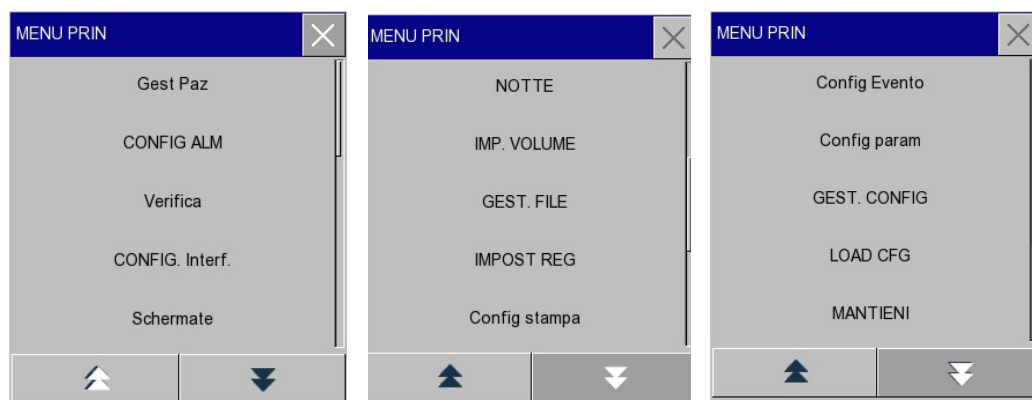 MENU PRIN
Gest Paz
CONFIG ALM
Verifica
CONFIG. Interf.
Schermate
MENU PRIN
NOTTE
IMP. VOLUME
GEST. FILE
IMPOST REG
Config stampa
MENU PRIN
Config Evento
Config param
GEST. CONFIG
LOAD CFG
MANTIENI